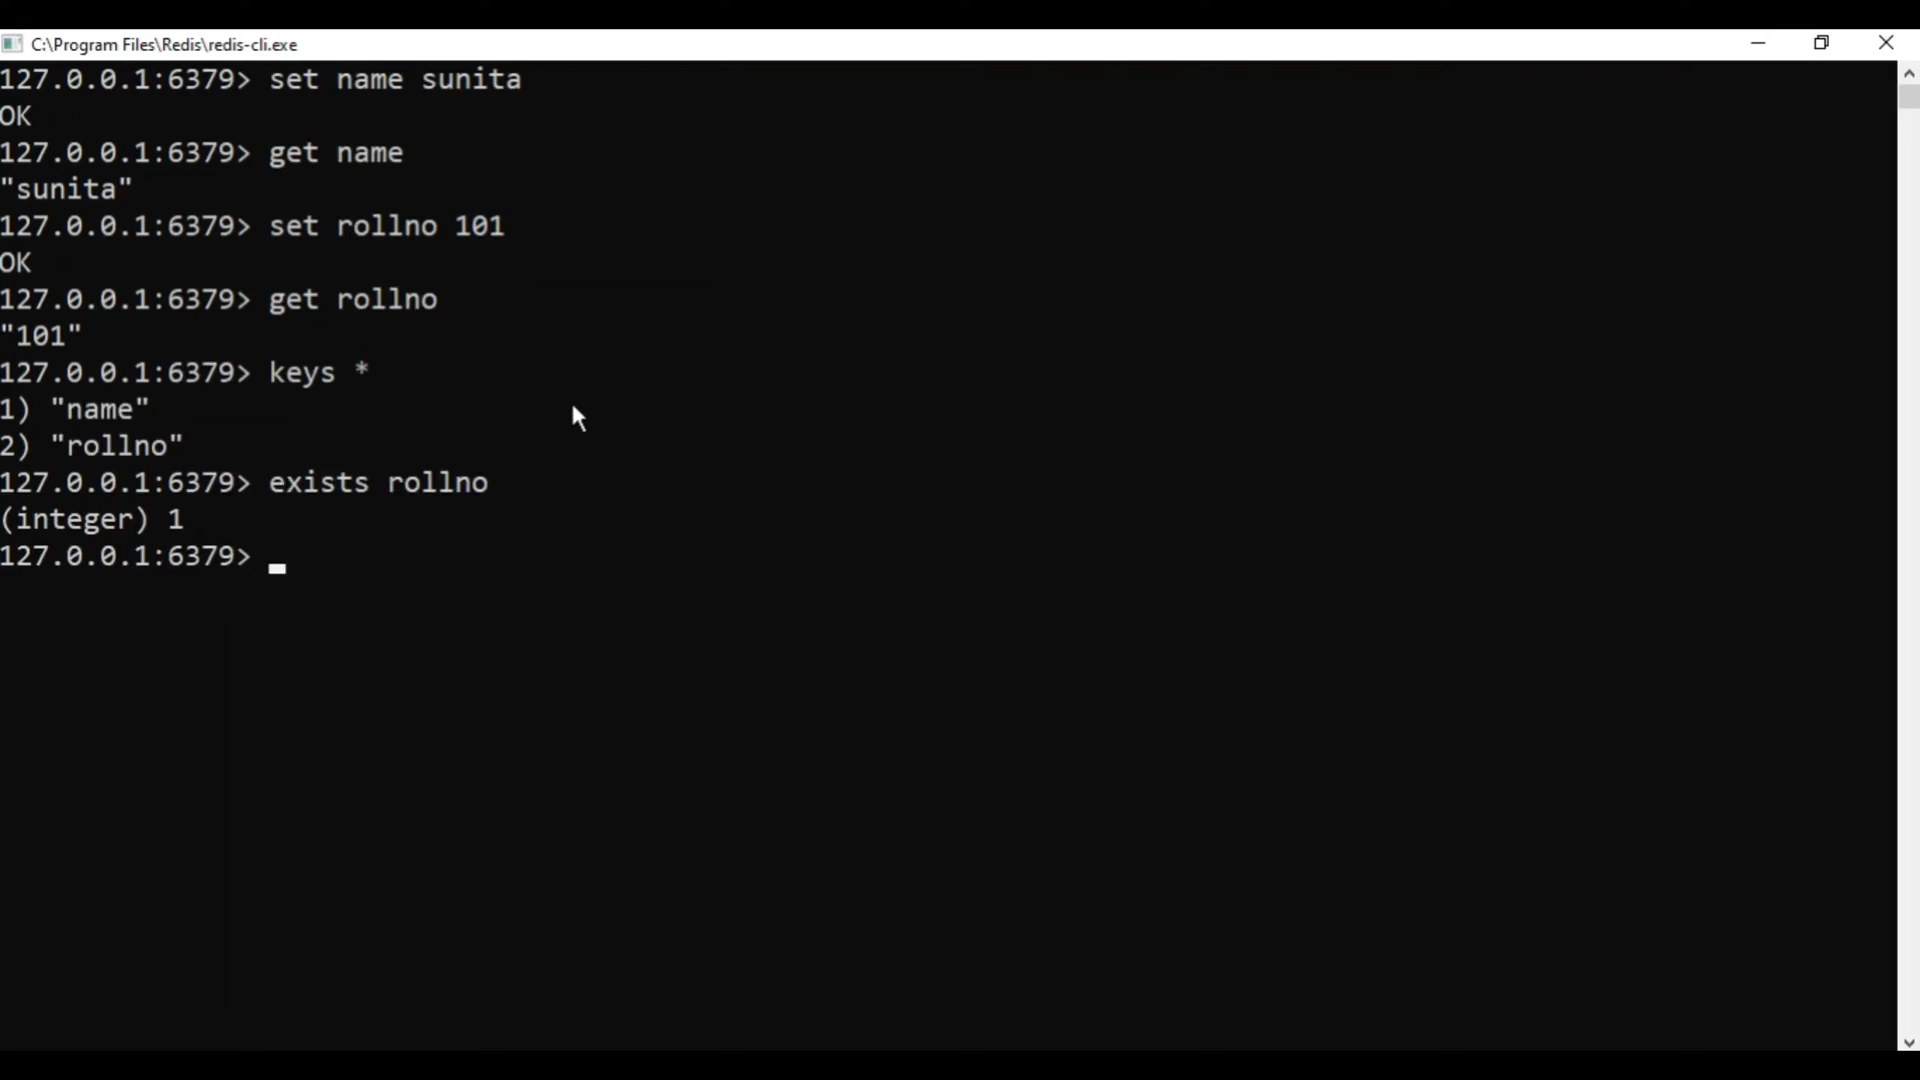 C:\Program Files\Redis\redis-cli.exe
127.0.0.1:6379> set name sunita
OK
127.0.0.1:6379> get name
"sunita"
127.0.0.1:6379> set rollno 101
OK
127.0.0.1:6379> get rollno
"101"
127.0.0.1:6379> keys *
1) "name"
2) "rollno"
127.0.0.1:6379> exists rollno
(integer) 1
127.0.0.1:6379>